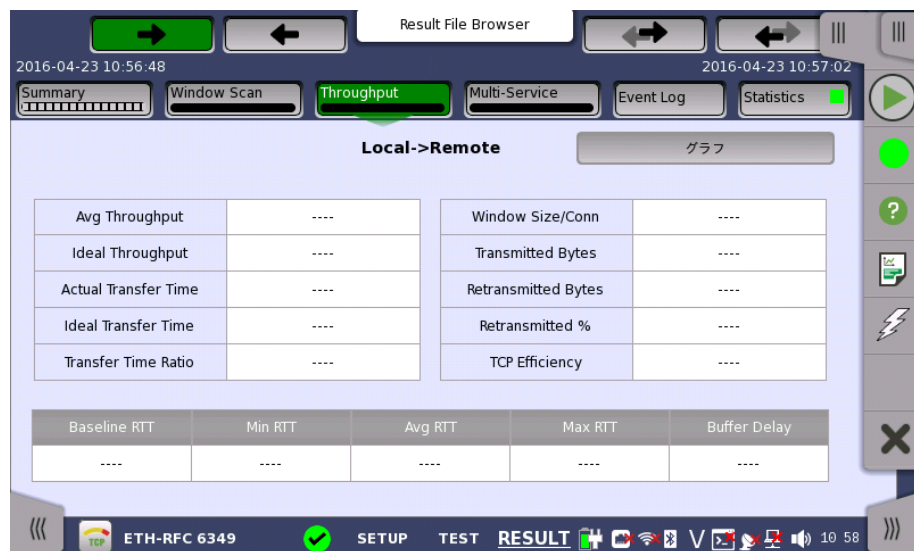 Result File Browser
2016-04-23 10:56:48
2016-04-23 10:57:02
Summary
Window Scan
Throughput
Multi-Service
Event Log
Statistics
Local->Remote
グラフ
Avg Throughput ----
Window Size/Conn ----
Ideal Throughput ----
Transmitted Bytes ----
Actual Transfer Time ----
Retransmitted Bytes ----
Ideal Transfer Time ----
Retransmitted % ----
Transfer Time Ratio ----
TCP Efficiency ----
Baseline RTT Min RTT Avg RTT Max RTT Buffer Delay
---- ---- ---- ---- ----
TCP
ETH-RFC 6349
SETUP
TEST
RESULT
V
10 58